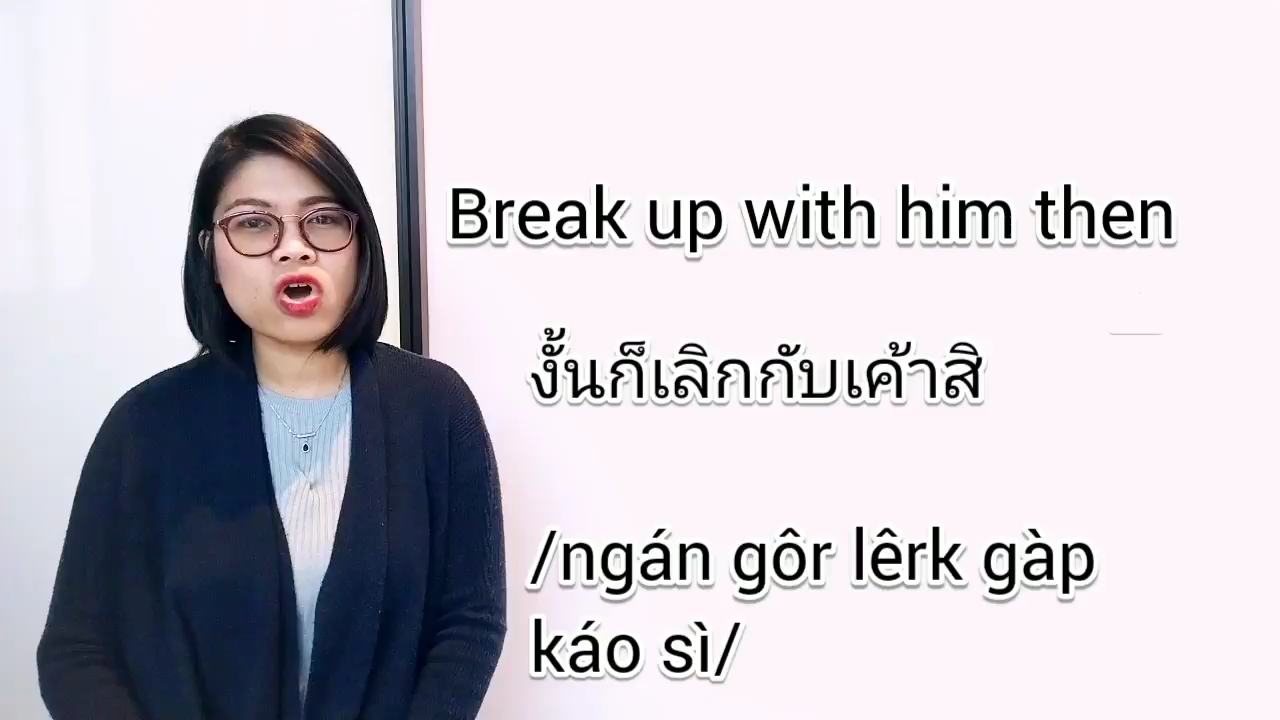 Break up with him then
งั้นก็เลิกกับเค้าสิ
/ngán gôr lêrk gàp
káo sì/